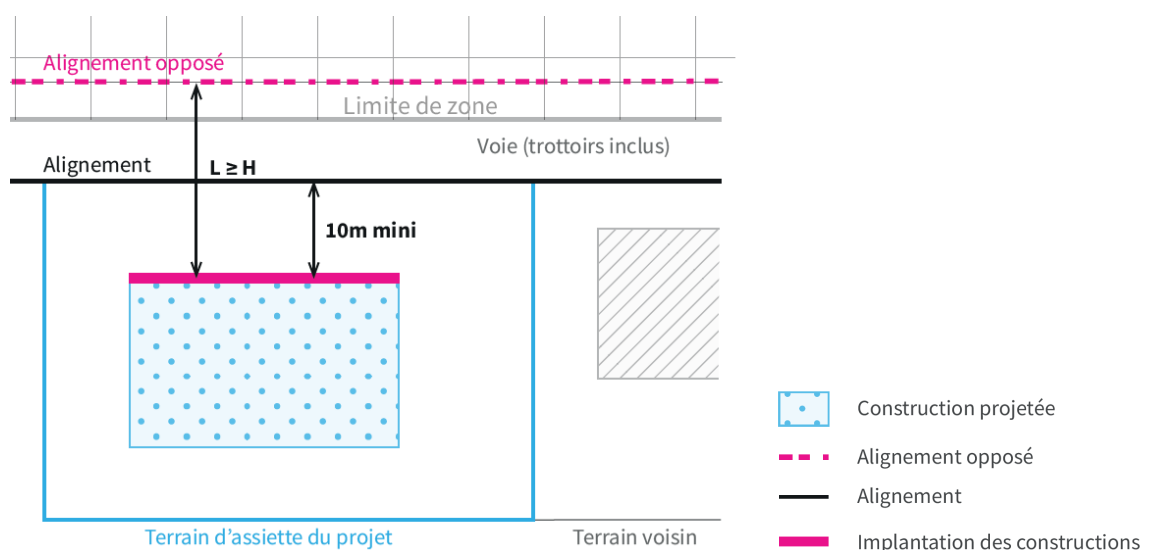 Alignement opposé
Limite de zone
Voie (trottoirs inclus)
Alignement
L ≥ H
10m mini
Terrain d’assiette du projet
Terrain voisin
Construction projetée
Alignement opposé
Alignement
Implantation des constructions